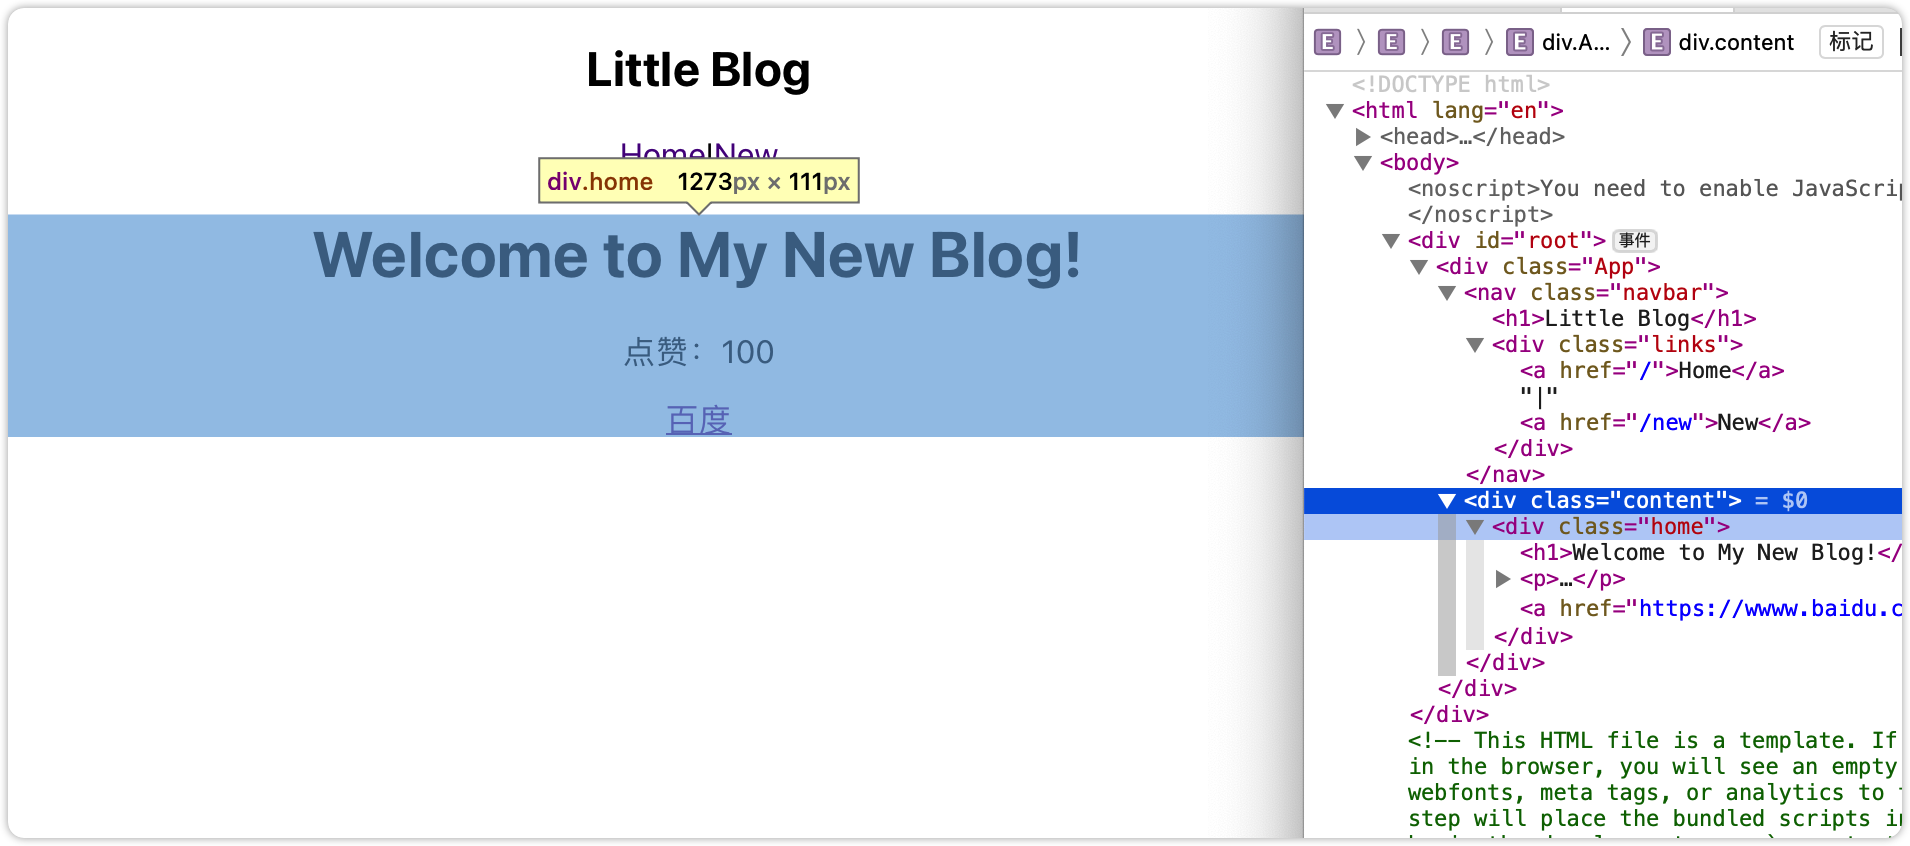 Little Blog
Home|New
div.home 1273px × 111px
Welcome to My New Blog!
点赞：100
百度
E 〉 E 〉 E 〉 E div.A... 〉 E div.content 标记
<!DOCTYPE html>
<html lang="en">
<head>…</head>
<body>
<noscript>You need to enable JavaScrip
</noscript>
<div id="root"> 事件
<div class="App">
<nav class="navbar">
<h1>Little Blog</h1>
<div class="links">
<a href="/">Home</a>
"|"
<a href="/new">New</a>
</div>
</nav>
<div class="content"> = $0
<div class="home">
<h1>Welcome to My New Blog!</
<p>…</p>
<a href="https://wwww.baidu.c
</div>
</div>
</div>
</div>
<!-- This HTML file is a template. If
in the browser, you will see an empty
webfonts, meta tags, or analytics to
step will place the bundled scripts in